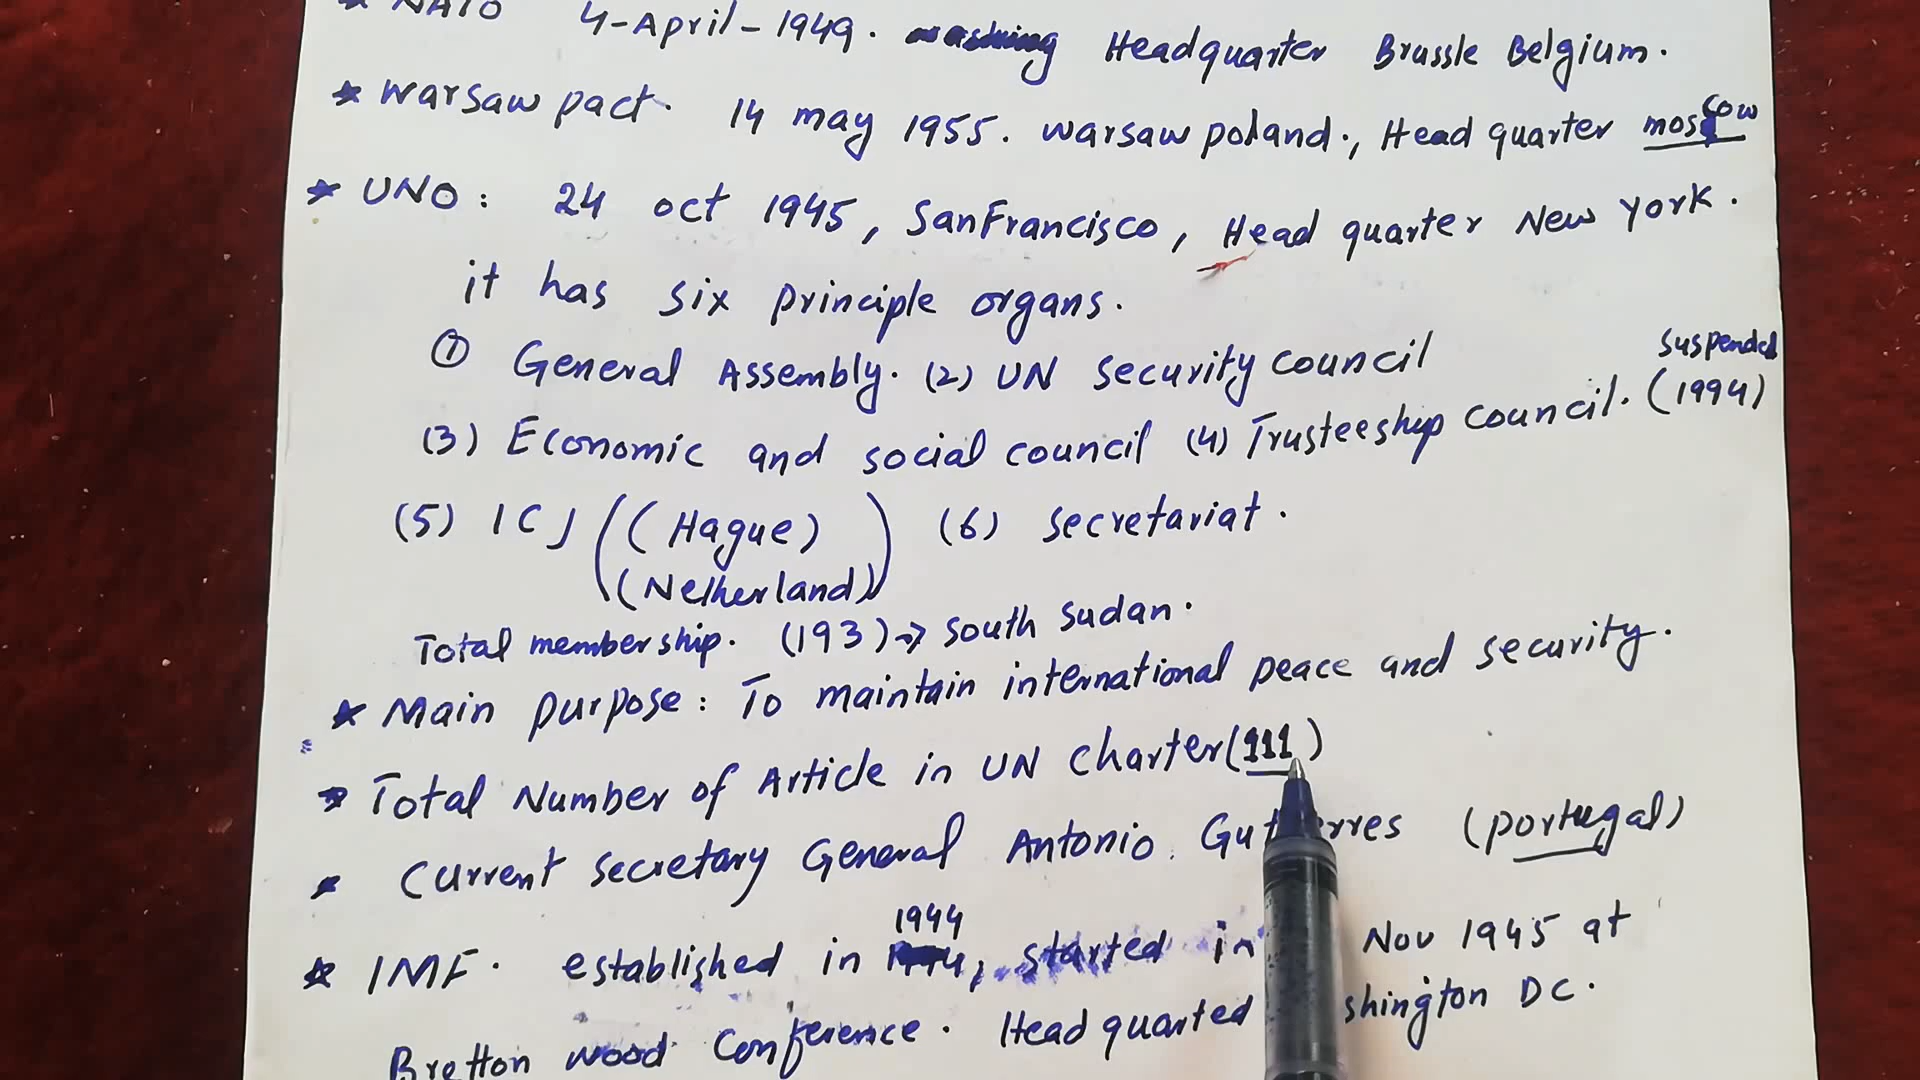 * NATO 4-April-1949. Headquarter Brussle Belgium.
* Warsaw pact. 14 may 1955. Warsaw poland., Head quarter moscow
* UNO: 24 oct 1945, SanFrancisco, Head quarter New York.
it has six principle organs.
① General Assembly. (2) UN Security council
(3) Economic and social council (4) Trusteeship council. suspended (1994)
(5) ICJ ((Hague) (6) Secretariat.
(Netherland))
Total membership. (193)→ South Sudan.
* Main purpose: To maintain international peace and security.
* Total Number of Article in UN Charter(111)
* Current Secretary General Antonio. Guterres (portugal)
* IMF. established in 1944, started in Nov 1945 at
Bretton wood Conference. Head quarted shington DC.